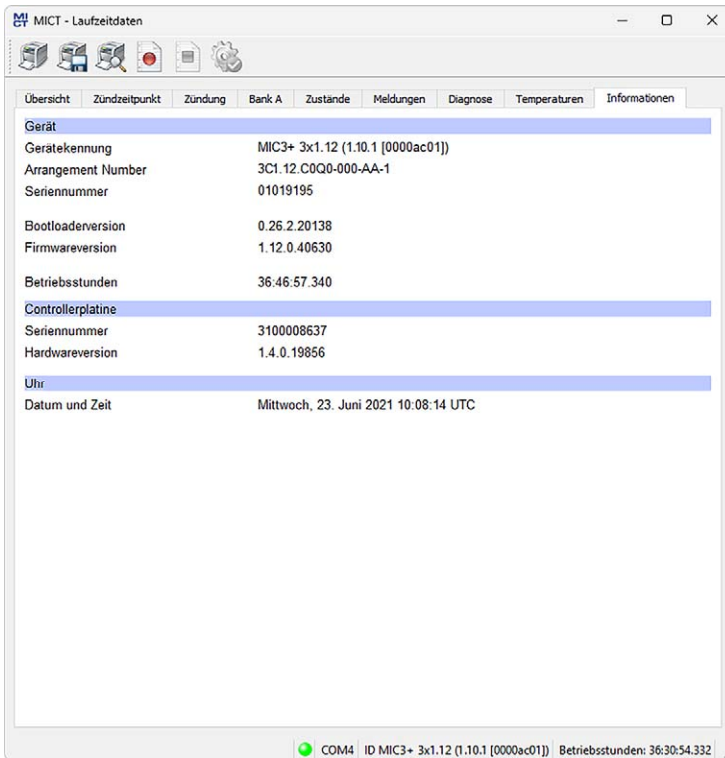 MICT - Laufzeitdaten
Übersicht Zündzeitpunkt Zündung Bank A Zustände Meldungen Diagnose Temperaturen Informationen
Gerät
Gerätekennung MIC3+ 3x1.12 (1.10.1 [0000ac01])
Arrangement Number 3C1.12.C0Q0-000-AA-1
Seriennummer 01019195
Bootloaderversion 0.26.2.20138
Firmwareversion 1.12.0.40630
Betriebsstunden 36:46:57.340
Controllerplatine
Seriennummer 3100008637
Hardwareversion 1.4.0.19856
Uhr
Datum und Zeit Mittwoch, 23. Juni 2021 10:08:14 UTC
COM4 ID MIC3+ 3x1.12 (1.10.1 [0000ac01]) Betriebsstunden: 36:30:54.332